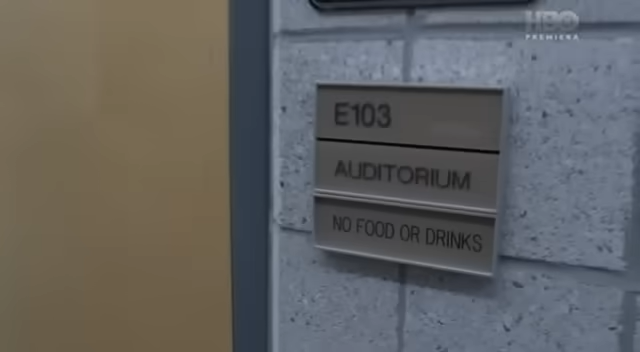 HBO
PREMIERA
E103
AUDITORIUM
NO FOOD OR DRINKS